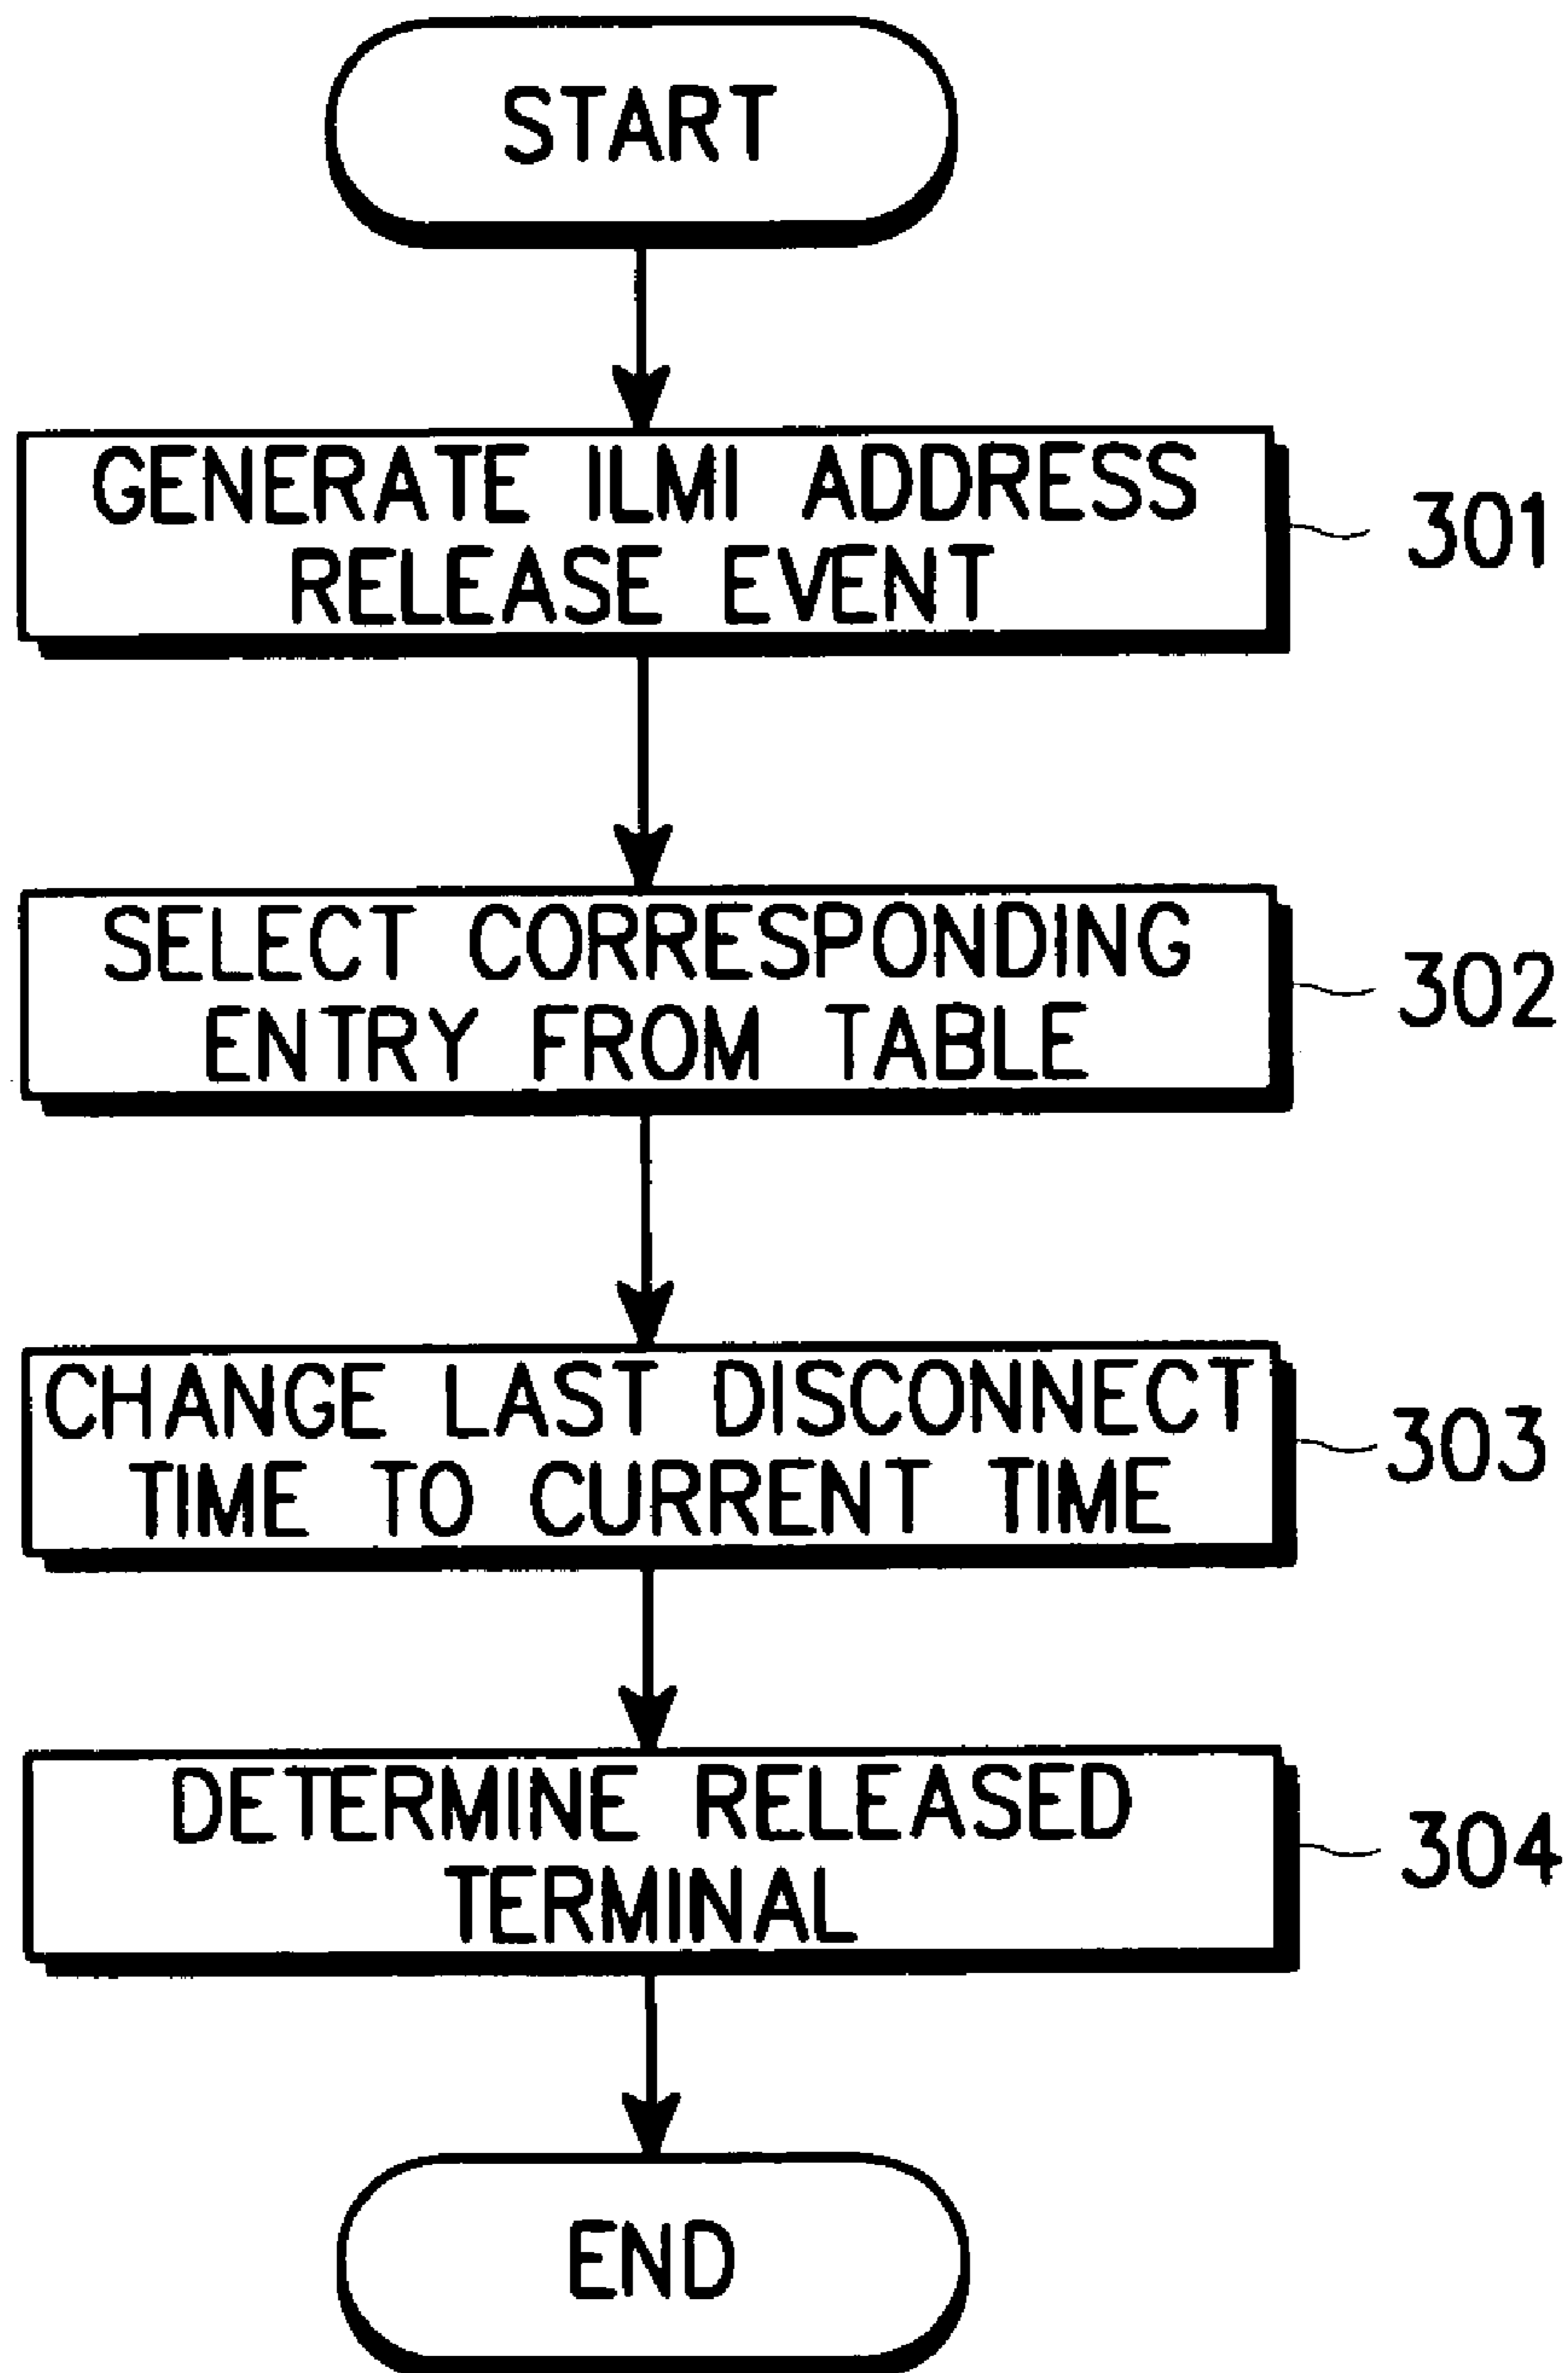 START
GENERATE ILMI ADDRESS
RELEASE EVENT
301
SELECT CORRESPONDING
ENTRY FROM TABLE
302
CHANGE LAST DISCONNECT
TIME TO CURRENT TIME
303
DETERMINE RELEASED
TERMINAL
304
END